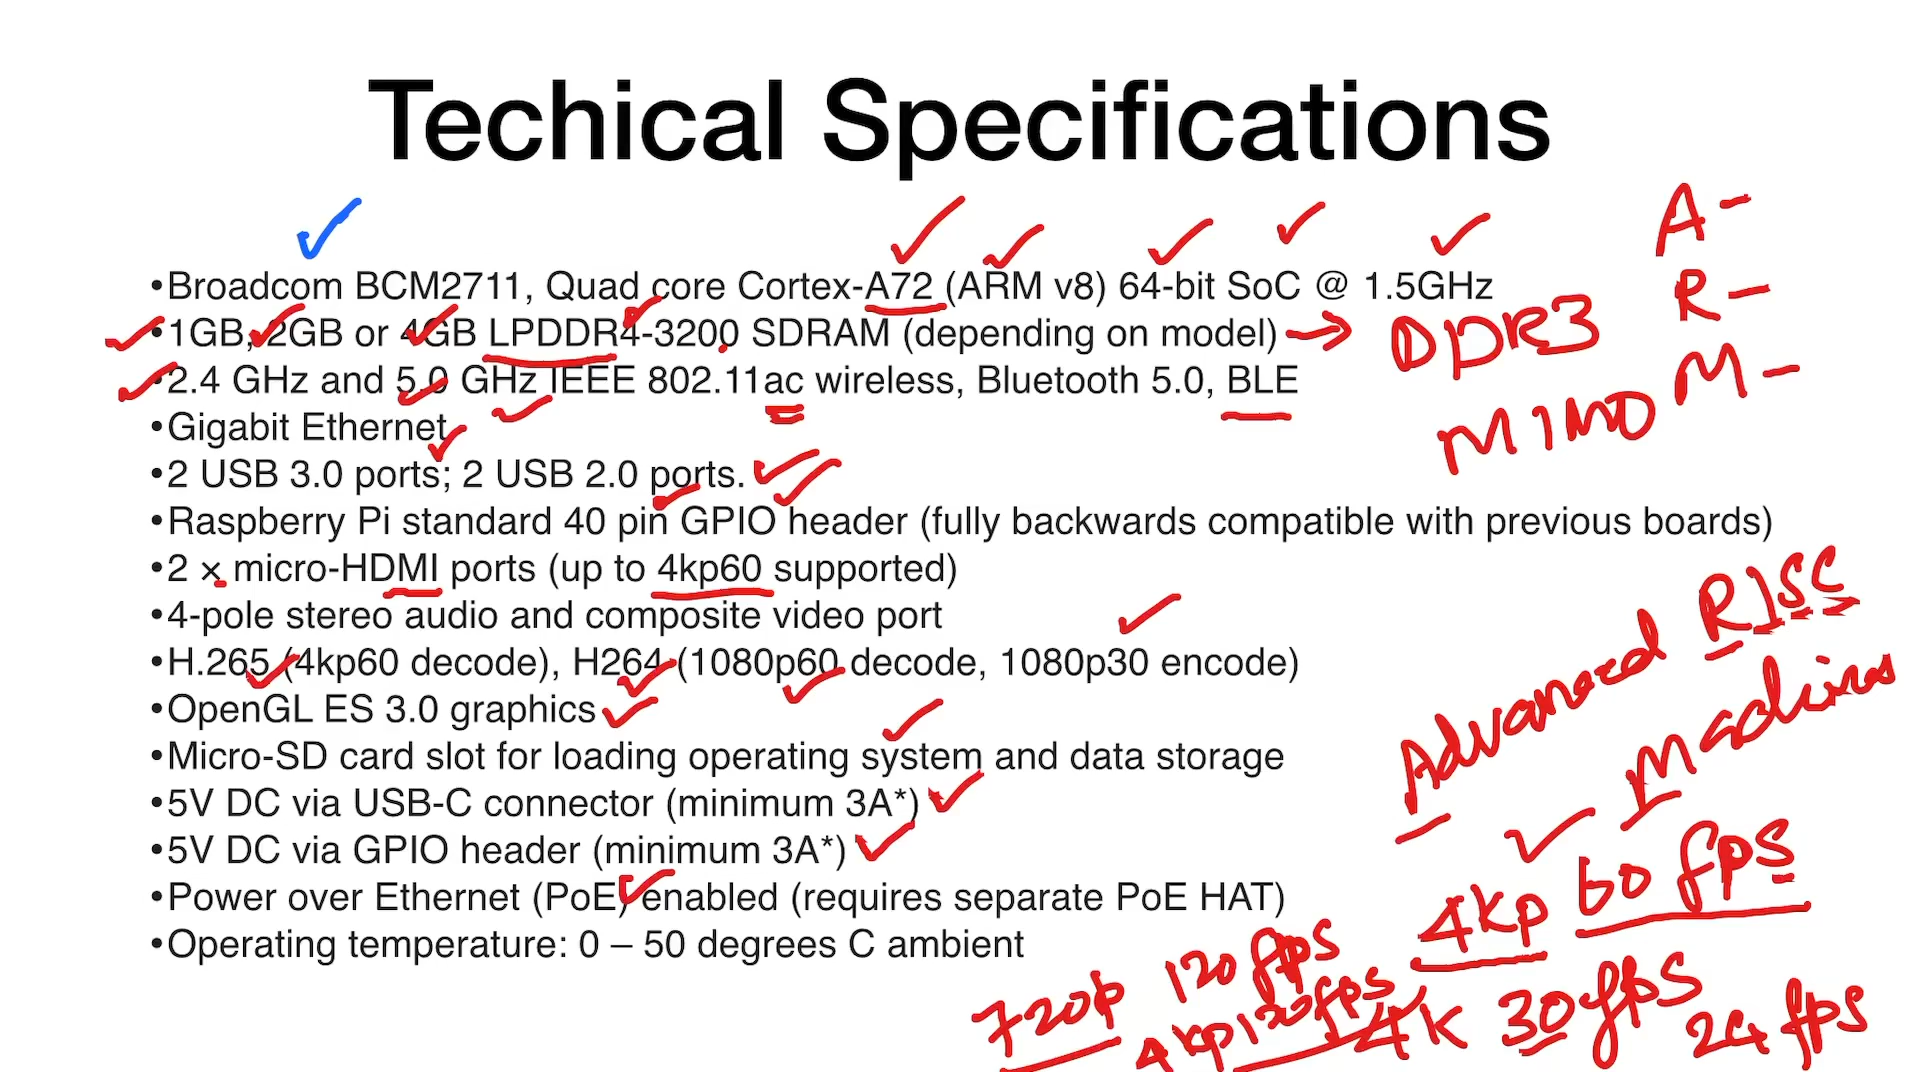 Techical Specifications
•Broadcom BCM2711, Quad core Cortex-A72 (ARM v8) 64-bit SoC @ 1.5GHz
•1GB, 2GB or 4GB LPDDR4-3200 SDRAM (depending on model)
•2.4 GHz and 5.0 GHz IEEE 802.11ac wireless, Bluetooth 5.0, BLE
•Gigabit Ethernet
•2 USB 3.0 ports; 2 USB 2.0 ports.
•Raspberry Pi standard 40 pin GPIO header (fully backwards compatible with previous boards)
•2 × micro-HDMI ports (up to 4kp60 supported)
•4-pole stereo audio and composite video port
•H.265 (4kp60 decode), H264 (1080p60 decode, 1080p30 encode)
•OpenGL ES 3.0 graphics
•Micro-SD card slot for loading operating system and data storage
•5V DC via USB-C connector (minimum 3A*)
•5V DC via GPIO header (minimum 3A*)
•Power over Ethernet (PoE) enabled (requires separate PoE HAT)
•Operating temperature: 0 – 50 degrees C ambient
A-
R-
M-
DDR3
MIMO
Advanced RISC
Machines
4kp 60 fps
720p 120 fps
4kp 120fps
4K 30 fps
24 fps